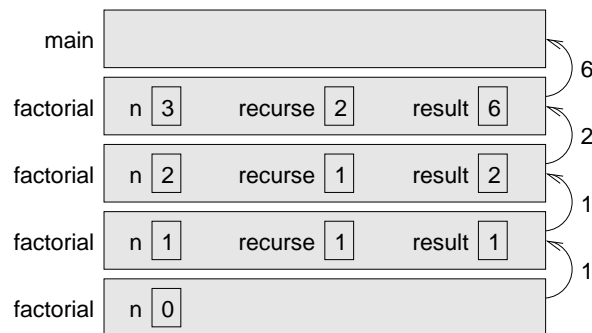 main
6
factorial n 3 recurse 2 result 6
2
factorial n 2 recurse 1 result 2
1
factorial n 1 recurse 1 result 1
1
factorial n 0